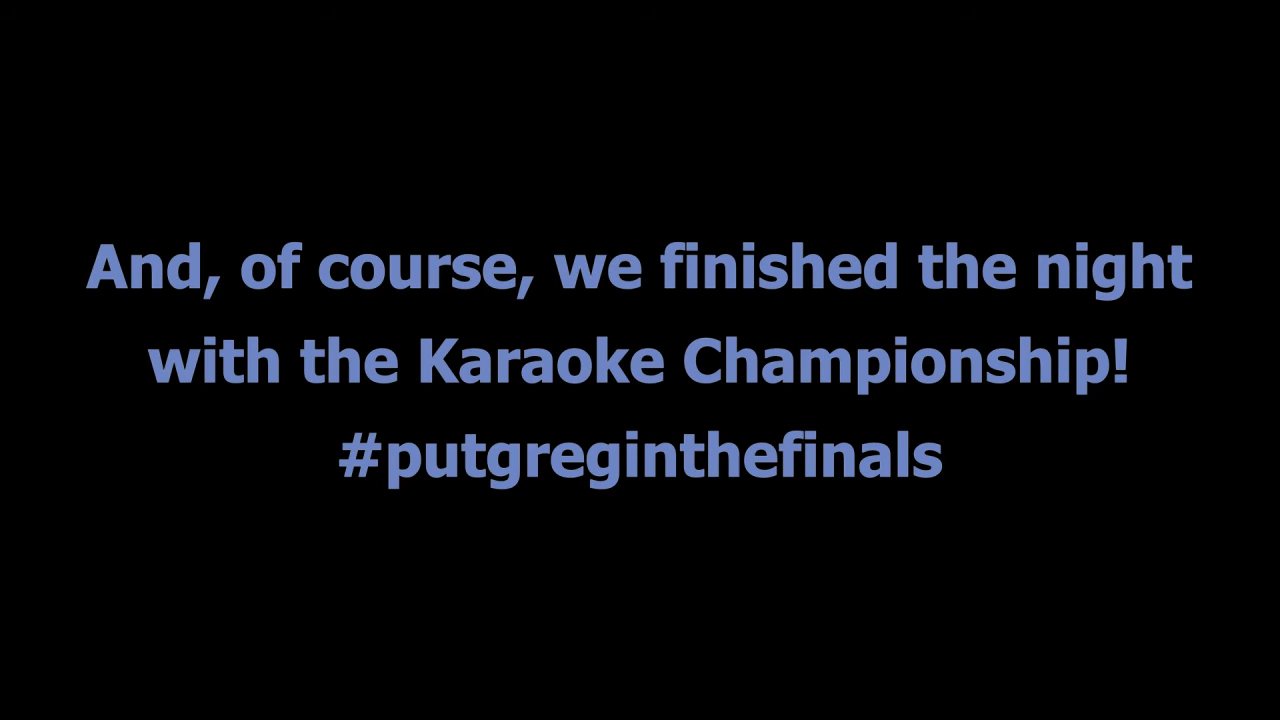 And, of course, we finished the night
with the Karaoke Championship!
#putgreginthefinals